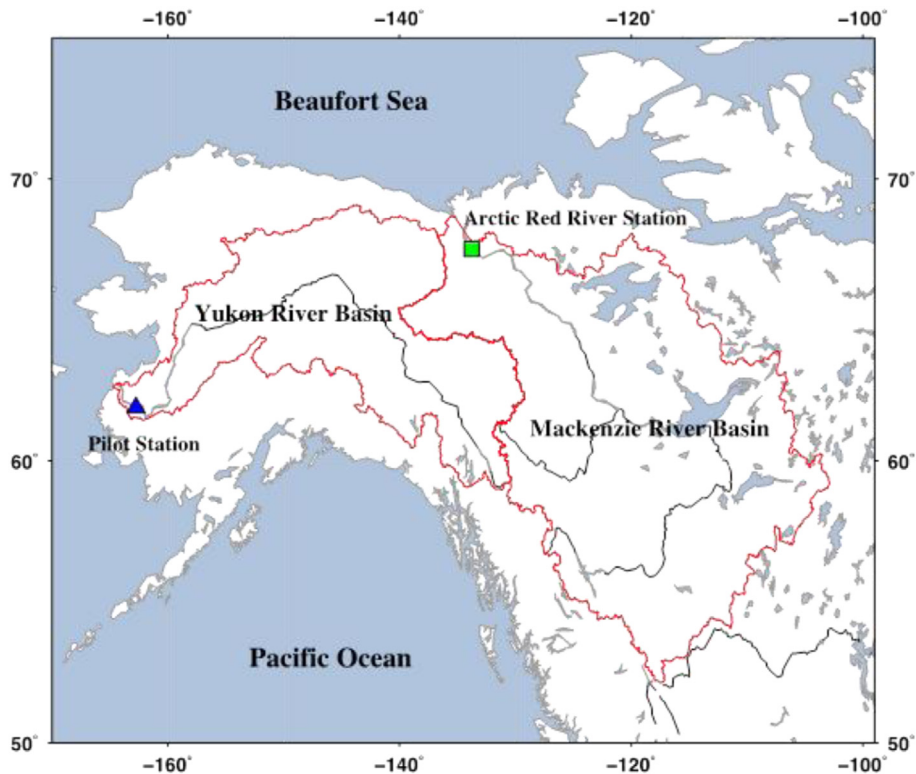 −160° −140° −120° −100°
Beaufort Sea
70° 70°
Arctic Red River Station
Yukon River Basin
Mackenzie River Basin
Pilot Station
60° 60°
Pacific Ocean
50° 50°
−160° −140° −120° −100°